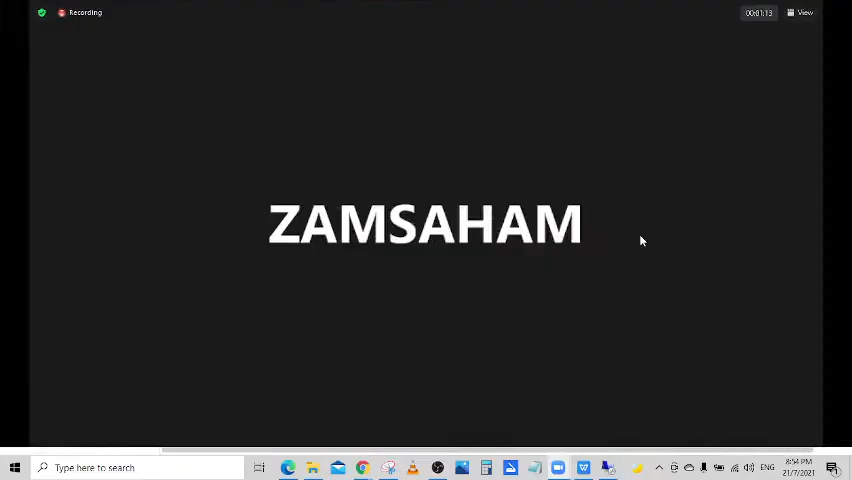 Recording
00:01:13
View
ZAMSAHAM
Type here to search
ENG
8:54 PM
21/7/2021